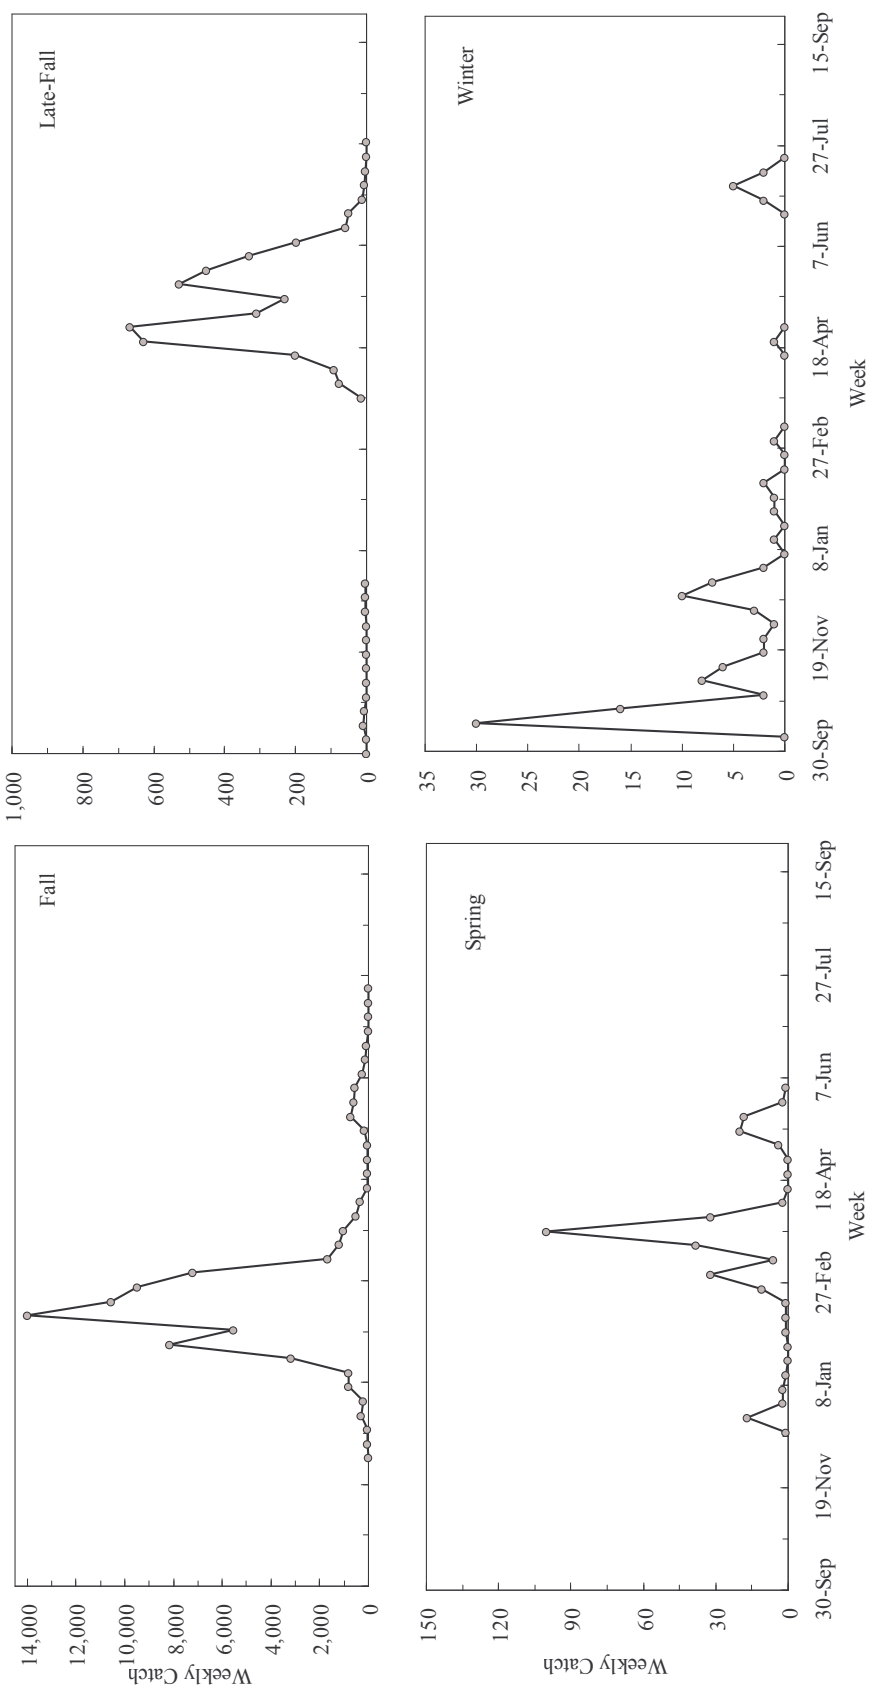 Fall
14,000
12,000
10,000
8,000
6,000
4,000
2,000
0
Weekly Catch
Late-Fall
1,000
800
600
400
200
0
Spring
150
120
90
60
30
0
Weekly Catch
30-Sep
19-Nov
8-Jan
27-Feb
18-Apr
7-Jun
27-Jul
15-Sep
Week
Winter
35
30
25
20
15
10
5
0
30-Sep
19-Nov
8-Jan
27-Feb
18-Apr
7-Jun
27-Jul
15-Sep
Week